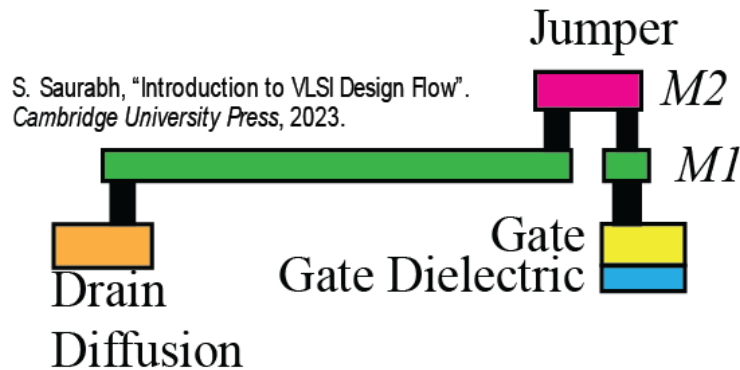 Jumper
S. Saurabh, “Introduction to VLSI Design Flow”.
Cambridge University Press, 2023.
M2
M1
Gate
Gate Dielectric
Drain
Diffusion